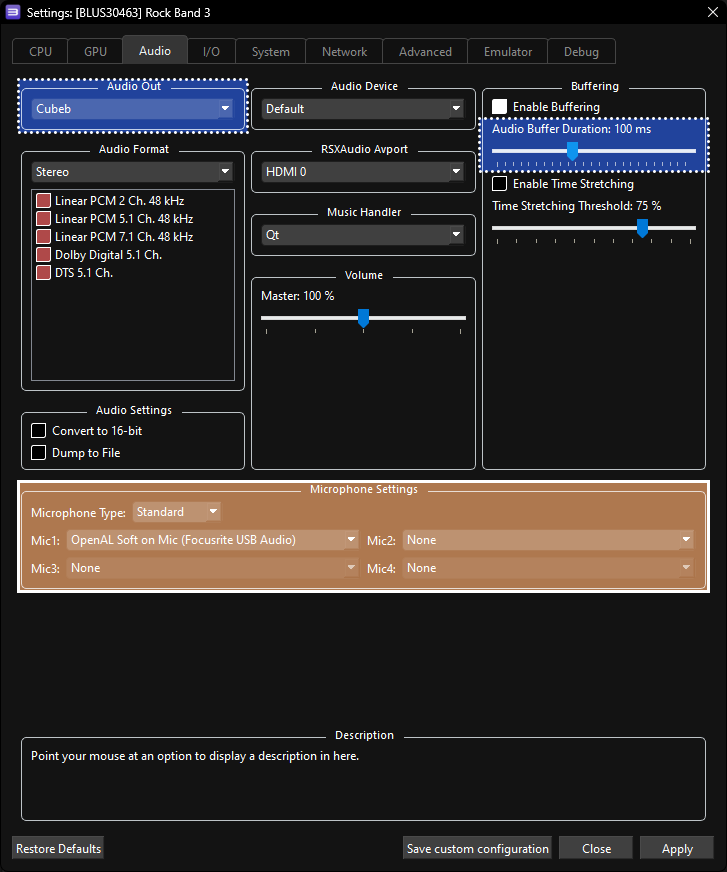 Settings: [BLUS30463] Rock Band 3
CPU
GPU
Audio
I/O
System
Network
Advanced
Emulator
Debug
Audio Out
Cubeb
Audio Format
Stereo
Linear PCM 2 Ch. 48 kHz
Linear PCM 5.1 Ch. 48 kHz
Linear PCM 7.1 Ch. 48 kHz
Dolby Digital 5.1 Ch.
DTS 5.1 Ch.
Audio Settings
Convert to 16-bit
Dump to File
Audio Device
Default
RSXAudio Avport
HDMI 0
Music Handler
Qt
Volume
Master: 100 %
Buffering
Enable Buffering
Audio Buffer Duration: 100 ms
Enable Time Stretching
Time Stretching Threshold: 75 %
Microphone Settings
Microphone Type: Standard
Mic1: OpenAL Soft on Mic (Focusrite USB Audio)
Mic2: None
Mic3: None
Mic4: None
Description
Point your mouse at an option to display a description in here.
Restore Defaults
Save custom configuration
Close
Apply